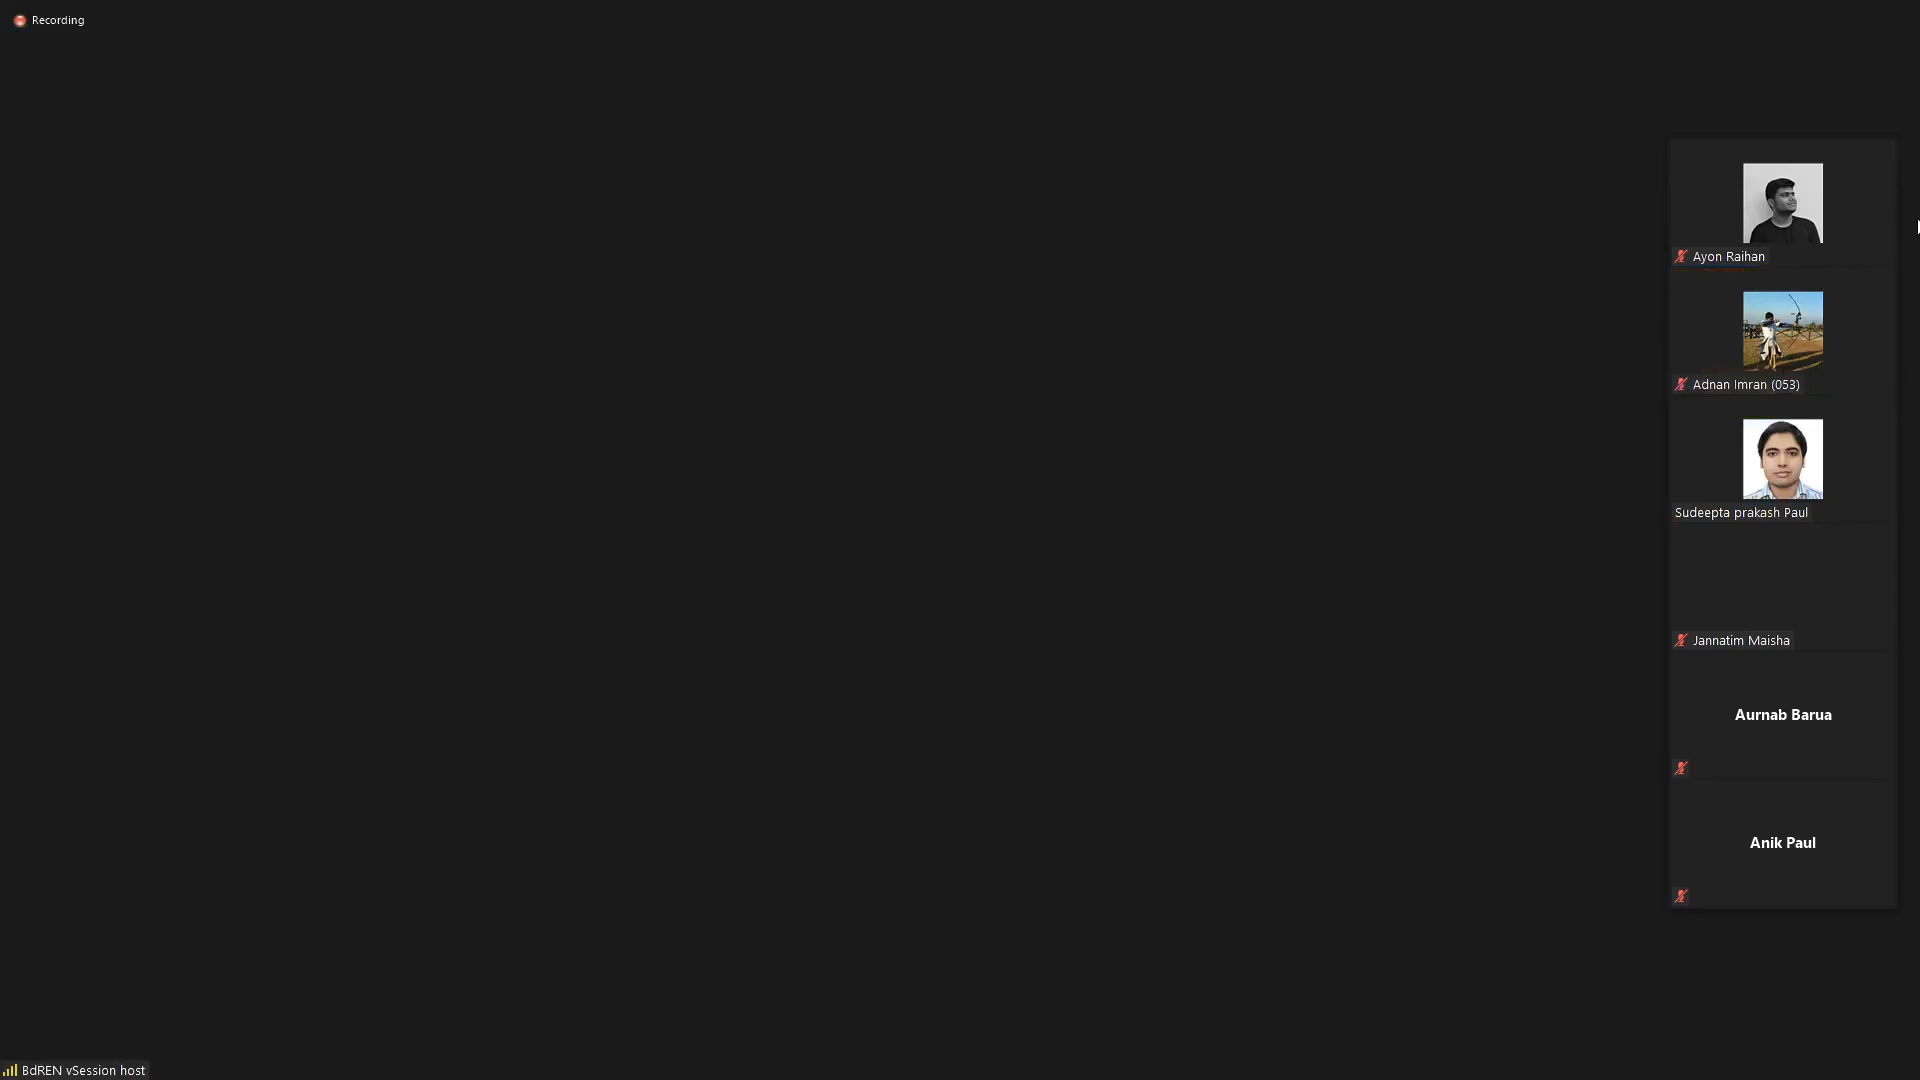 Recording
Ayon Raihan
Adnan Imran (053)
Sudeepta prakash Paul
Jannatim Maisha
Aurnab Barua
Anik Paul
BdREN vSession host